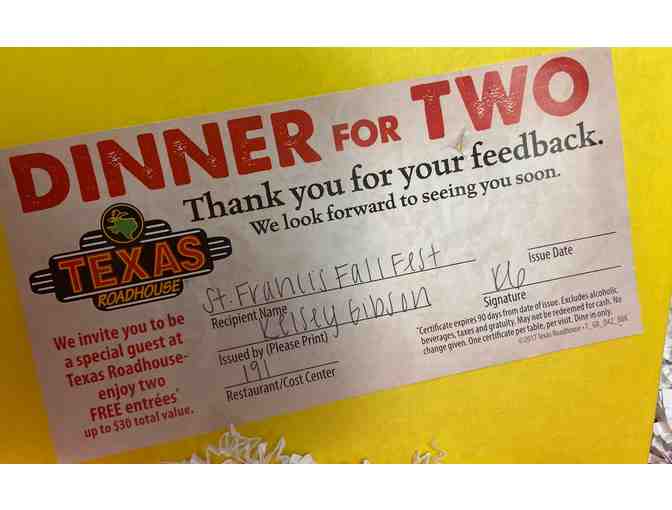 DINNER FOR TWO
Thank you for your feedback.
We look forward to seeing you soon.
TEXAS
ROADHOUSE
We invite you to be
a special guest at
Texas Roadhouse-
enjoy two
FREE entrées*
up to $30 total value.
St. Francis Fall Fest
Recipient Name
Kelsey Gibson
Issued by (Please Print)
191
Restaurant/Cost Center
Issue Date
KG
Signature
*Certificate expires 90 days from date of issue. Excludes alcoholic
beverages, taxes and gratuity. May not be redeemed for cash. No
change given. One certificate per table, per visit. Dine in only.
©2017 Texas Roadhouse